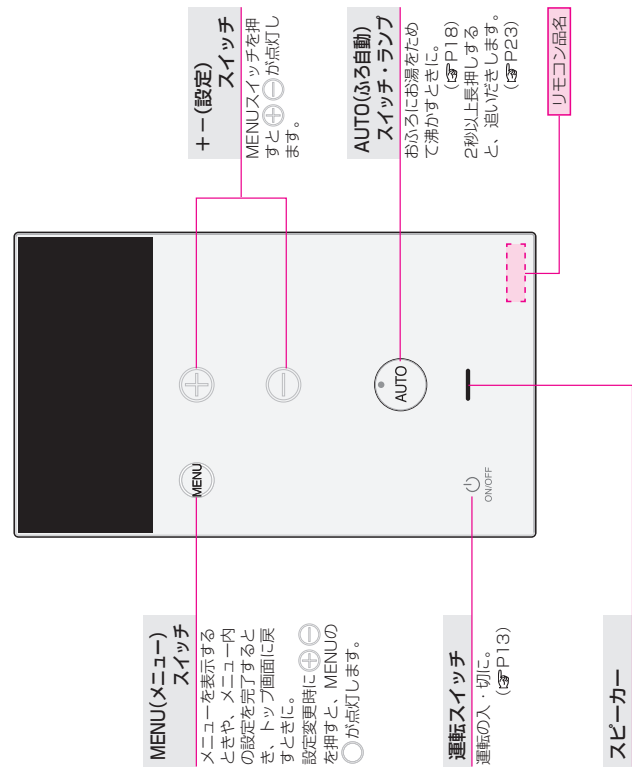 MENU(メニュー)
スイッチ
メニューを表示する
ときや、メニュー内
の設定を完了すると
き、トップ画面に戻
すときに。
設定変更時に⊕⊖
を押すと、MENUの
◯が点灯します。
運転スイッチ
運転の入・切に。
(☞P13)
スピーカー
MENU
+
−
AUTO
ON/OFF
+−(設定)
スイッチ
MENUスイッチを押
すと⊕⊖が点灯し
ます。
AUTO(ふろ自動)
スイッチ・ランプ
おふろにお湯をため
て沸かすときに。
(☞P18)
2秒以上長押しする
と、追いだきします。
(☞P23)
リモコン品名